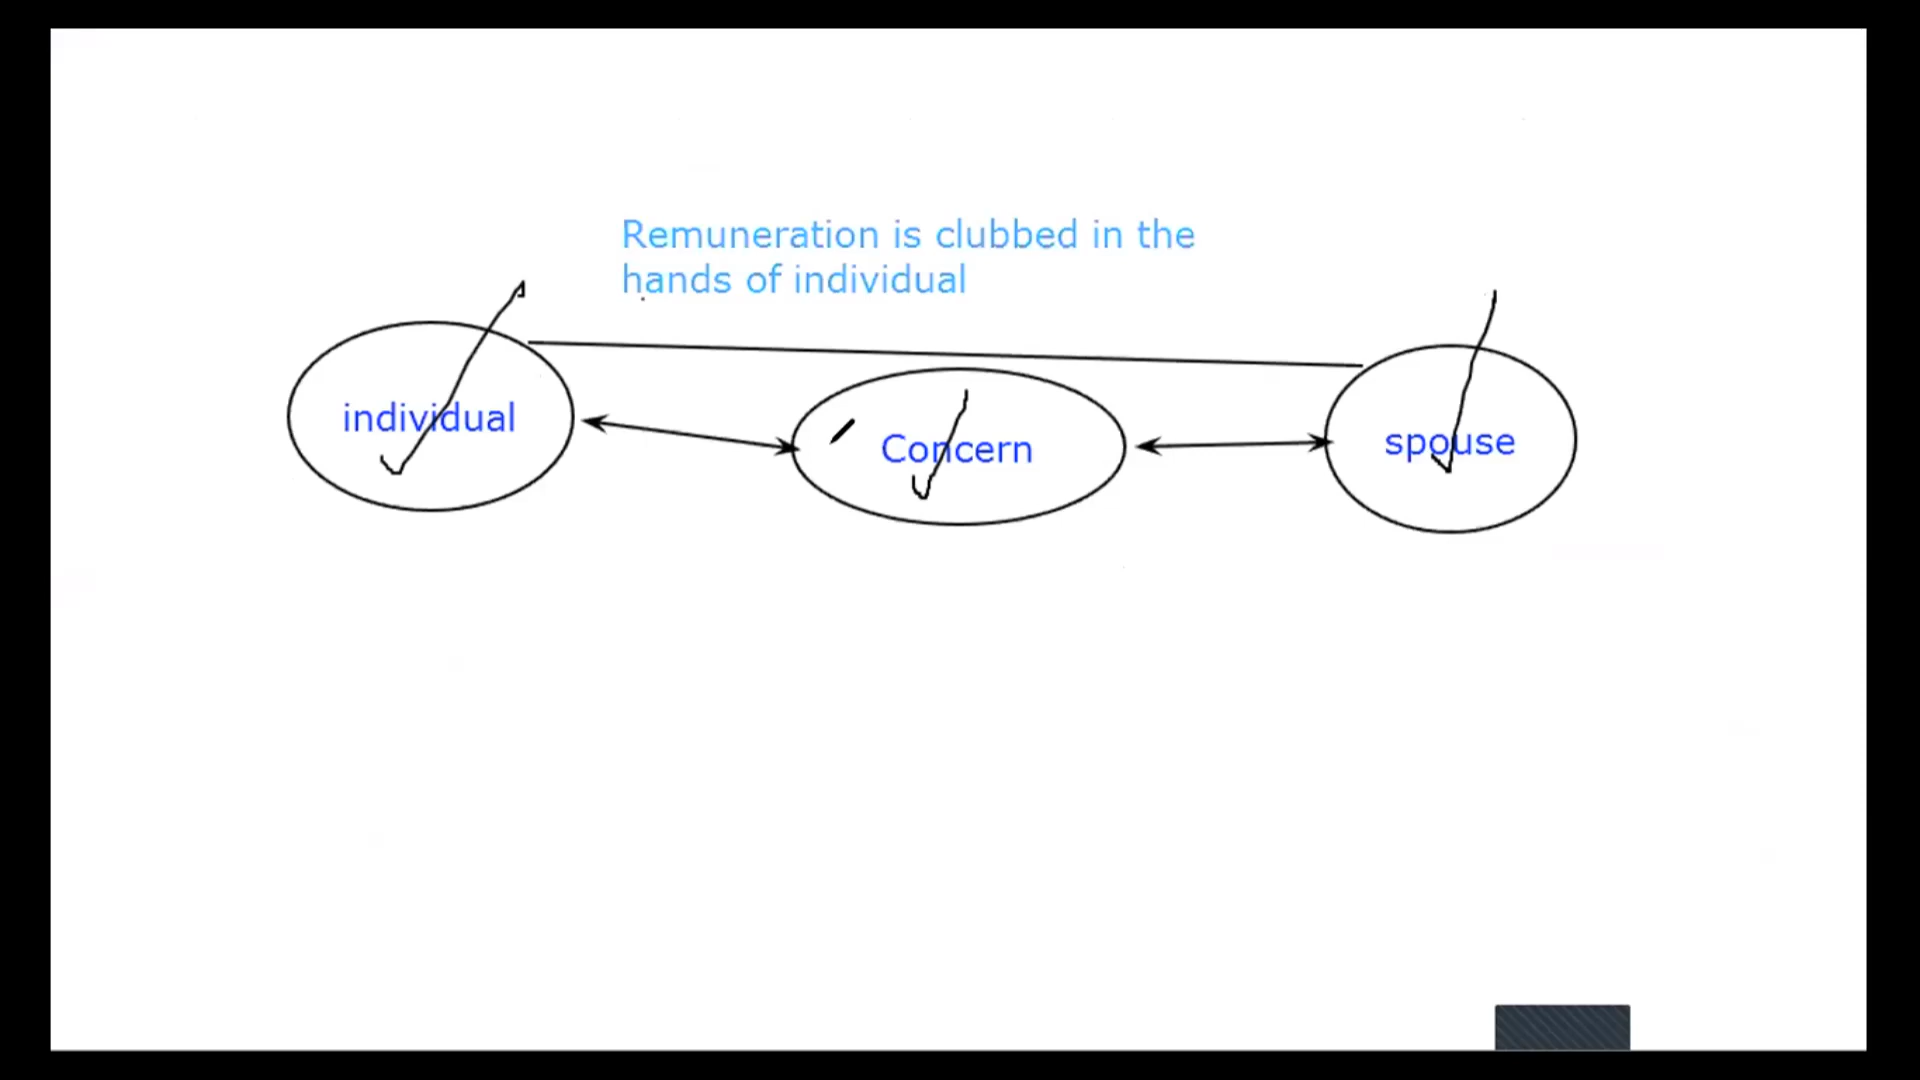 Remuneration is clubbed in the
hands of individual
individual
Concern
spouse